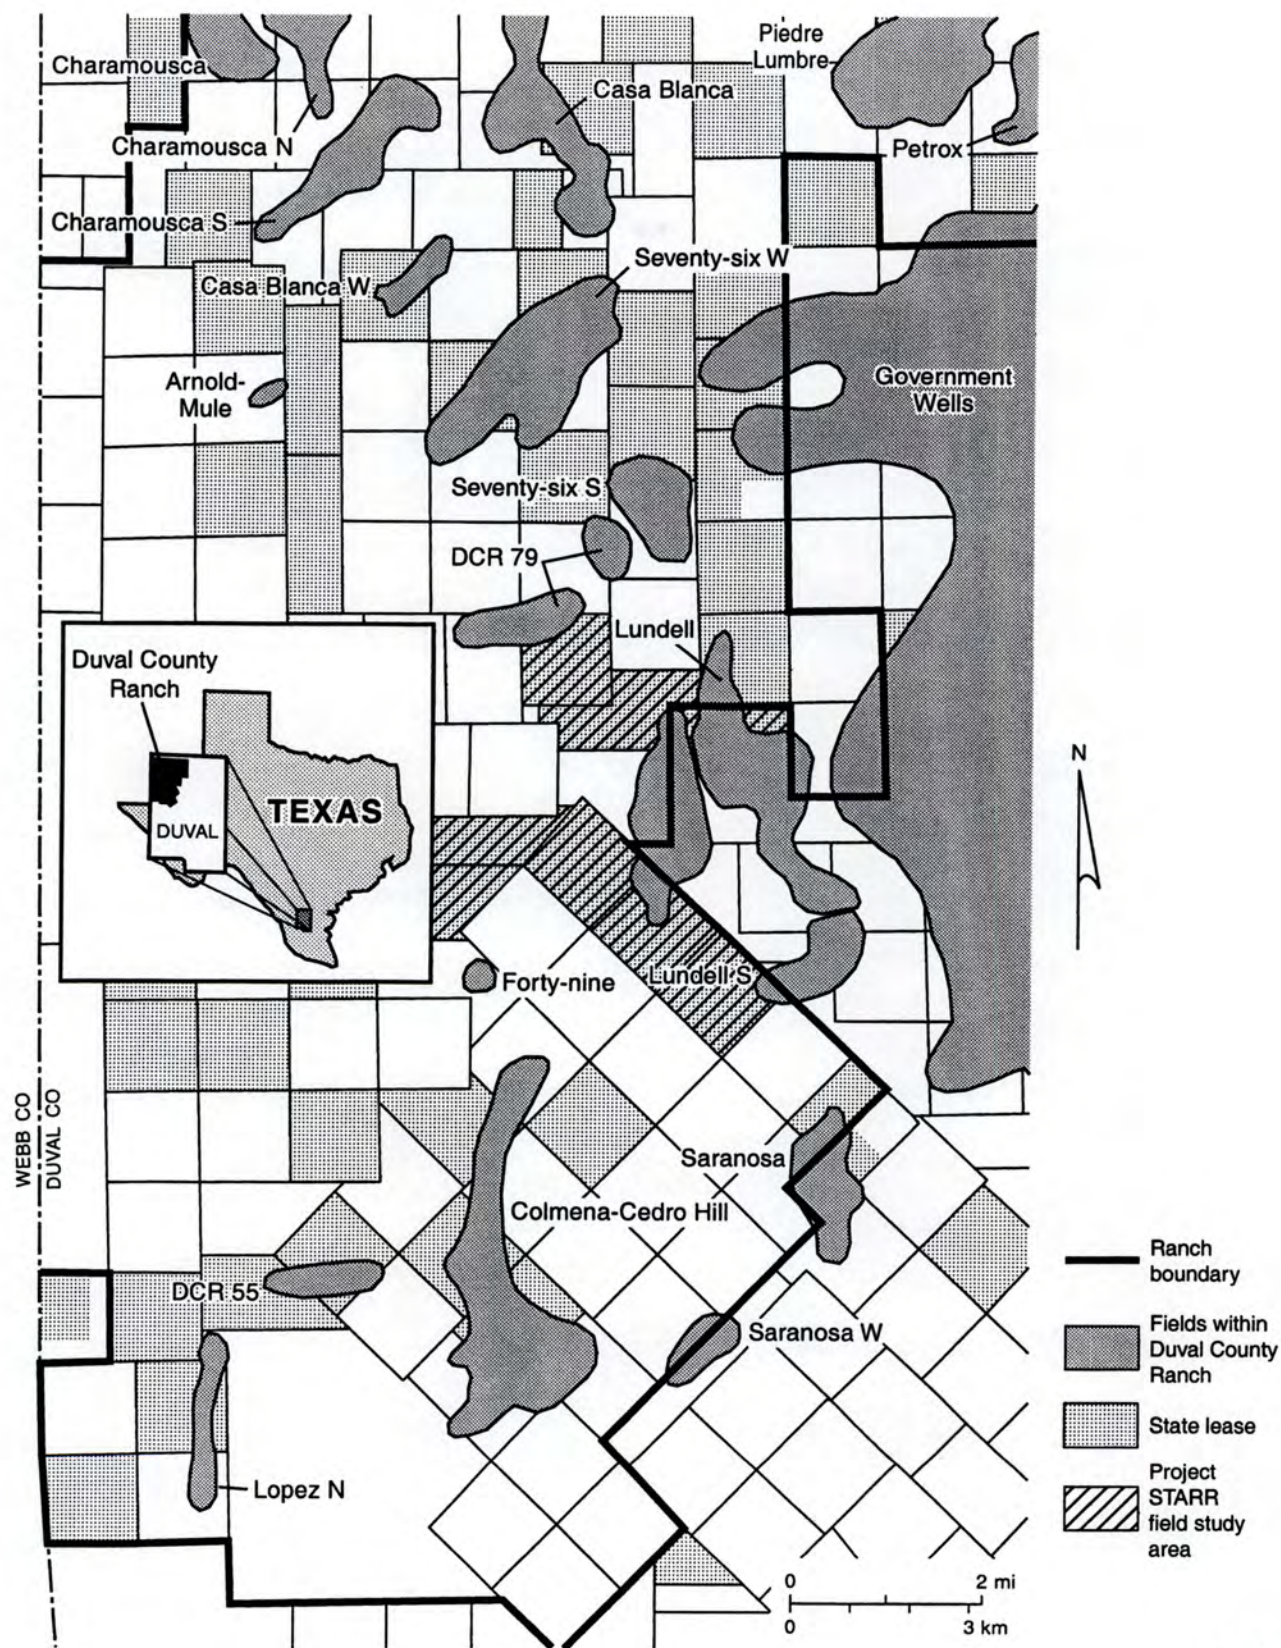 Piedre
Lumbre
Charamousca
Casa Blanca
Charamousca N
Petrox
Charamousca S
Seventy-six W
Casa Blanca W
Arnold-
Mule
Government
Wells
Seventy-six S
DCR 79
Lundell
Duval County
Ranch
TEXAS
DUVAL
N
Lundell S
Forty-nine
WEBB CO
DUVAL CO
Saranosa
Colmena-Cedro Hill
DCR 55
Saranosa W
Lopez N
Ranch
boundary
Fields within
Duval County
Ranch
State lease
Project
STARR
field study
area
0 2 mi
0 3 km